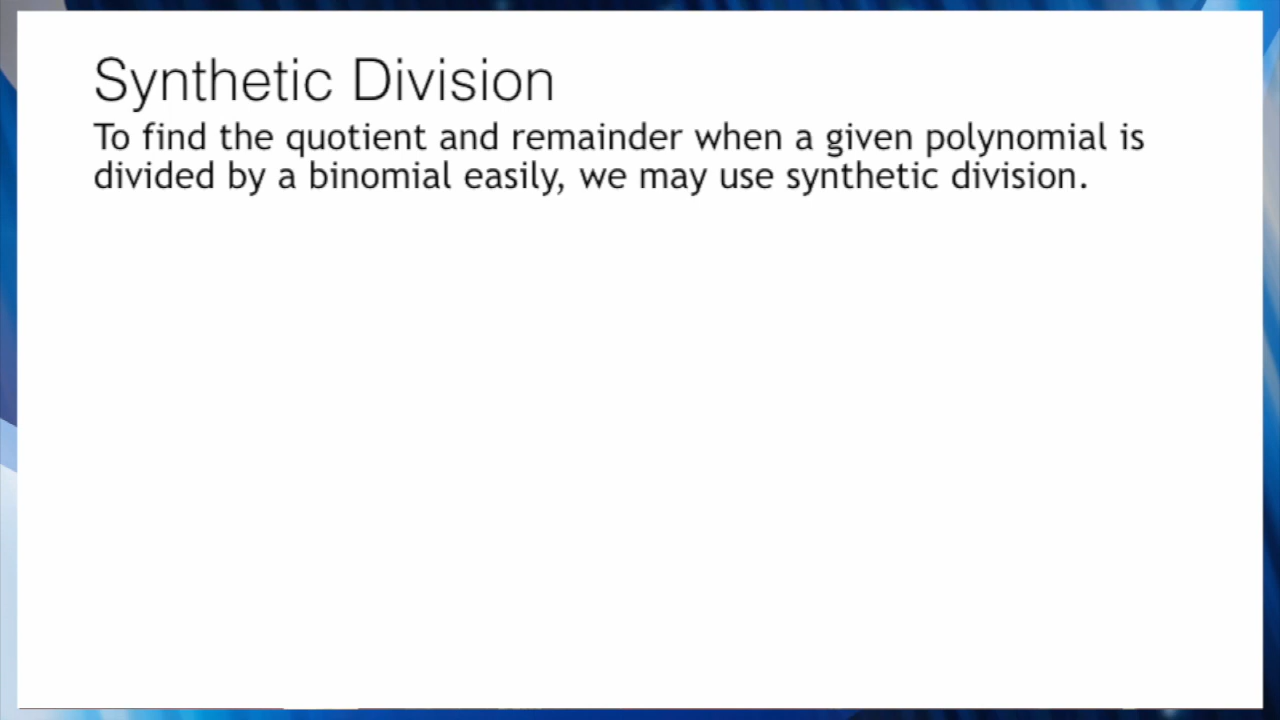 Synthetic Division
To find the quotient and remainder when a given polynomial is
divided by a binomial easily, we may use synthetic division.